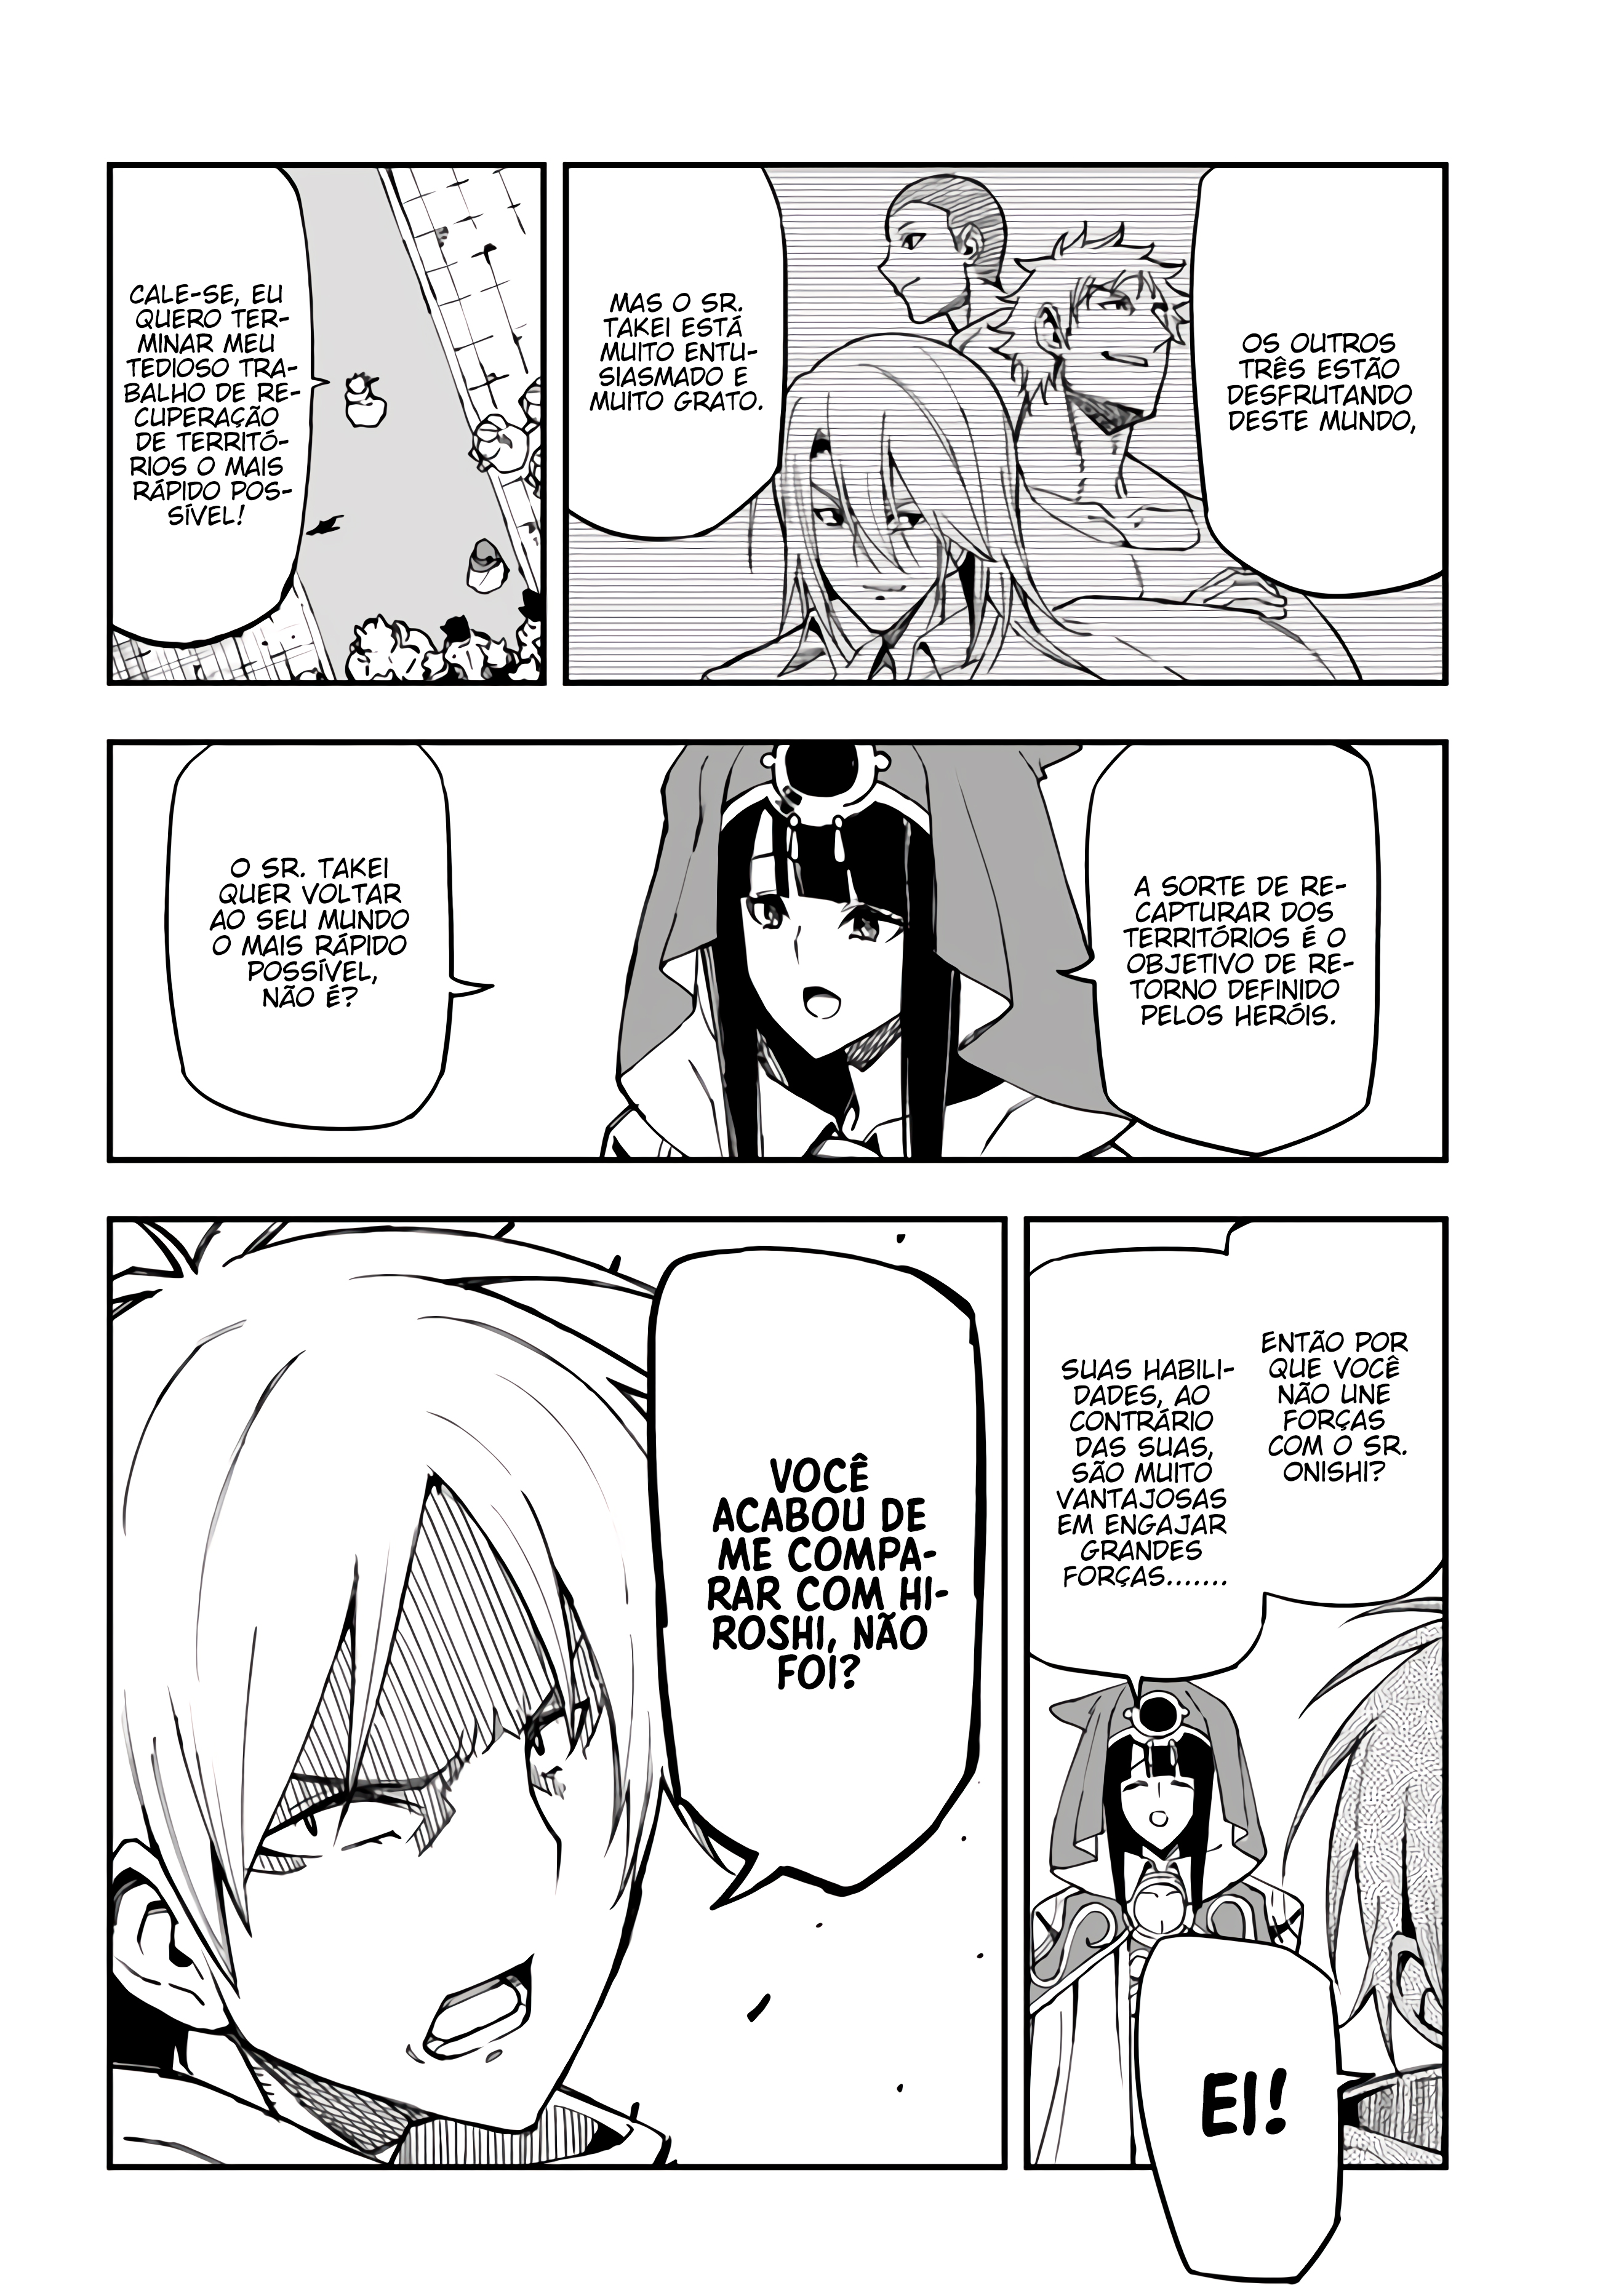 OS OUTROS
TRÊS ESTÃO
DESFRUTANDO
DESTE MUNDO,
MAS O SR.
TAKEI ESTÁ
MUITO ENTU-
SIASMADO E
MUITO GRATO.
CALE-SE, EU
QUERO TER-
MINAR MEU
TEDIOSO TRA-
BALHO DE RE-
CUPERAÇÃO
DE TERRITÓ-
RIOS O MAIS
RÁPIDO POS-
SÍVEL!
A SORTE DE RE-
CAPTURAR DOS
TERRITÓRIOS É O
OBJETIVO DE RE-
TORNO DEFINIDO
PELOS HERÓIS.
O SR. TAKEI
QUER VOLTAR
AO SEU MUNDO
O MAIS RÁPIDO
POSSÍVEL,
NÃO É?
ENTÃO POR
QUE VOCÊ
NÃO UNE
FORÇAS
COM O SR.
ONISHI?
SUAS HABILI-
DADES, AO
CONTRÁRIO
DAS SUAS,
SÃO MUITO
VANTAJOSAS
EM ENGAJAR
GRANDES
FORÇAS.......
EI!
VOCÊ
ACABOU DE
ME COMPA-
RAR COM HI-
ROSHI, NÃO
FOI?